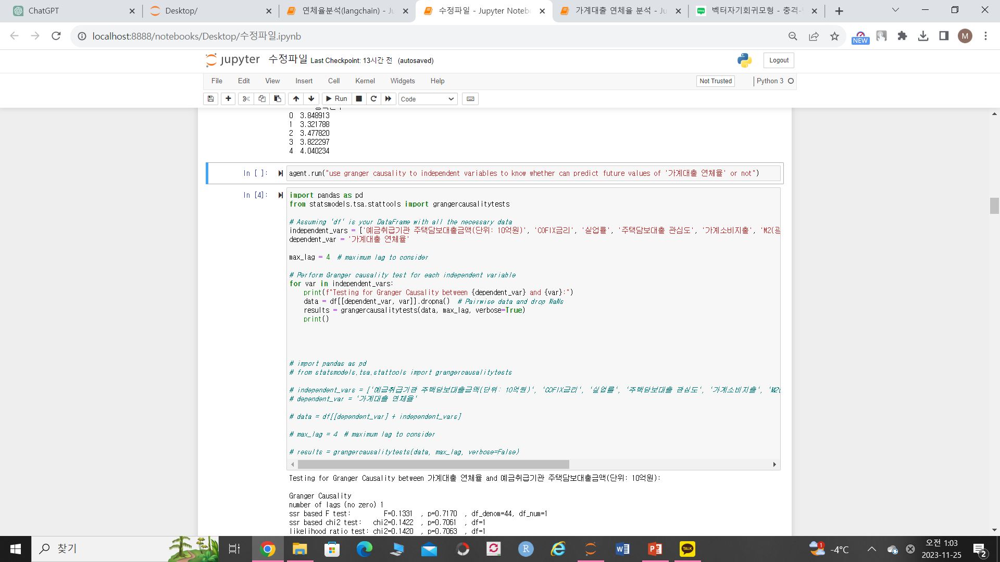 ChatGPT
Desktop/
연체율분석(langchain) - Ju
수정파일 - Jupyter Notebo
가계대출 연체율 분석 - Ju
벡터자기회귀모형 - 충격-
localhost:8888/notebooks/Desktop/수정파일.ipynb
NEW
M
jupyter 수정파일 Last Checkpoint: 13시간 전 (autosaved)
Logout
File Edit View Insert Cell Kernel Widgets Help
Not Trusted
Python 3
Run
Code
0 3.848913
1 3.321788
2 3.477820
3 3.822297
4 4.040234
In [ ]: agent.run("use granger causality to independent variables to know whether can predict future values of '가계대출 연체율' or not")
In [4]: import pandas as pd
from statsmodels.tsa.stattools import grangercausalitytests
# Assuming 'df' is your DataFrame with all the necessary data
independent_vars = ['예금취급기관 주택담보대출금액(단위: 10억원)', 'COFIX금리', '실업률', '주택담보대출 관심도', '가계소비지출', 'M2(광
dependent_var = '가계대출 연체율'
max_lag = 4 # maximum lag to consider
# Perform Granger causality test for each independent variable
for var in independent_vars:
print(f"Testing for Granger Causality between {dependent_var} and {var}:")
data = df[[dependent_var, var]].dropna() # Pairwise data and drop NaNs
results = grangercausalitytests(data, max_lag, verbose=True)
print()
# import pandas as pd
# from statsmodels.tsa.stattools import grangercausalitytests
# independent_vars = ['예금취급기관 주택담보대출금액(단위: 10억원)', 'COFIX금리', '실업률', '주택담보대출 관심도', '가계소비지출', 'M2(
# dependent_var = '가계대출 연체율'
# data = df[[dependent_var] + independent_vars]
# max_lag = 4 # maximum lag to consider
# results = grangercausalitytests(data, max_lag, verbose=False)
Testing for Granger Causality between 가계대출 연체율 and 예금취급기관 주택담보대출금액(단위: 10억원):
Granger Causality
number of lags (no zero) 1
ssr based F test: F=0.1331 , p=0.7170 , df_denom=44, df_num=1
ssr based chi2 test: chi2=0.1422 , p=0.7061 , df=1
likelihood ratio test: chi2=0.1420 , p=0.7063 , df=1
찾기
R
TALK
1
-4°C
오전 1:03
2023-11-25
2